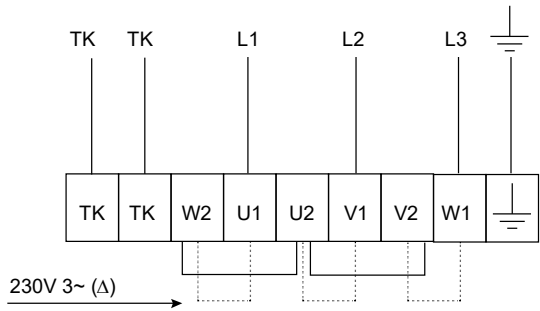 TK TK L1 L2 L3
TK TK W2 U1 U2 V1 V2 W1
230V 3~ (Δ)